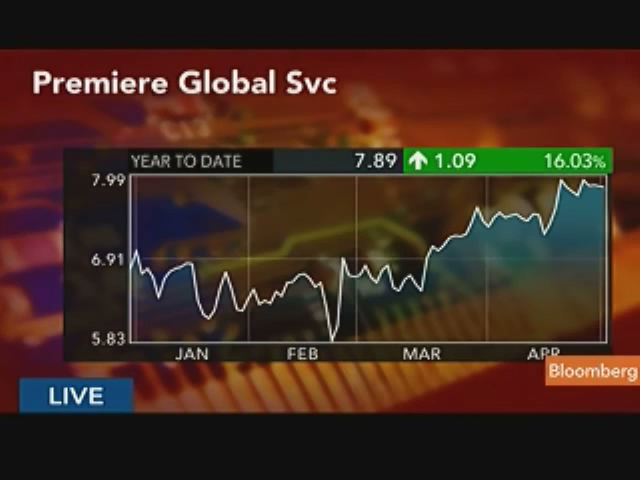 Premiere Global Svc
YEAR TO DATE 7.89 1.09 16.03%
7.99
6.91
5.83
JAN FEB MAR APR
Bloomberg
LIVE